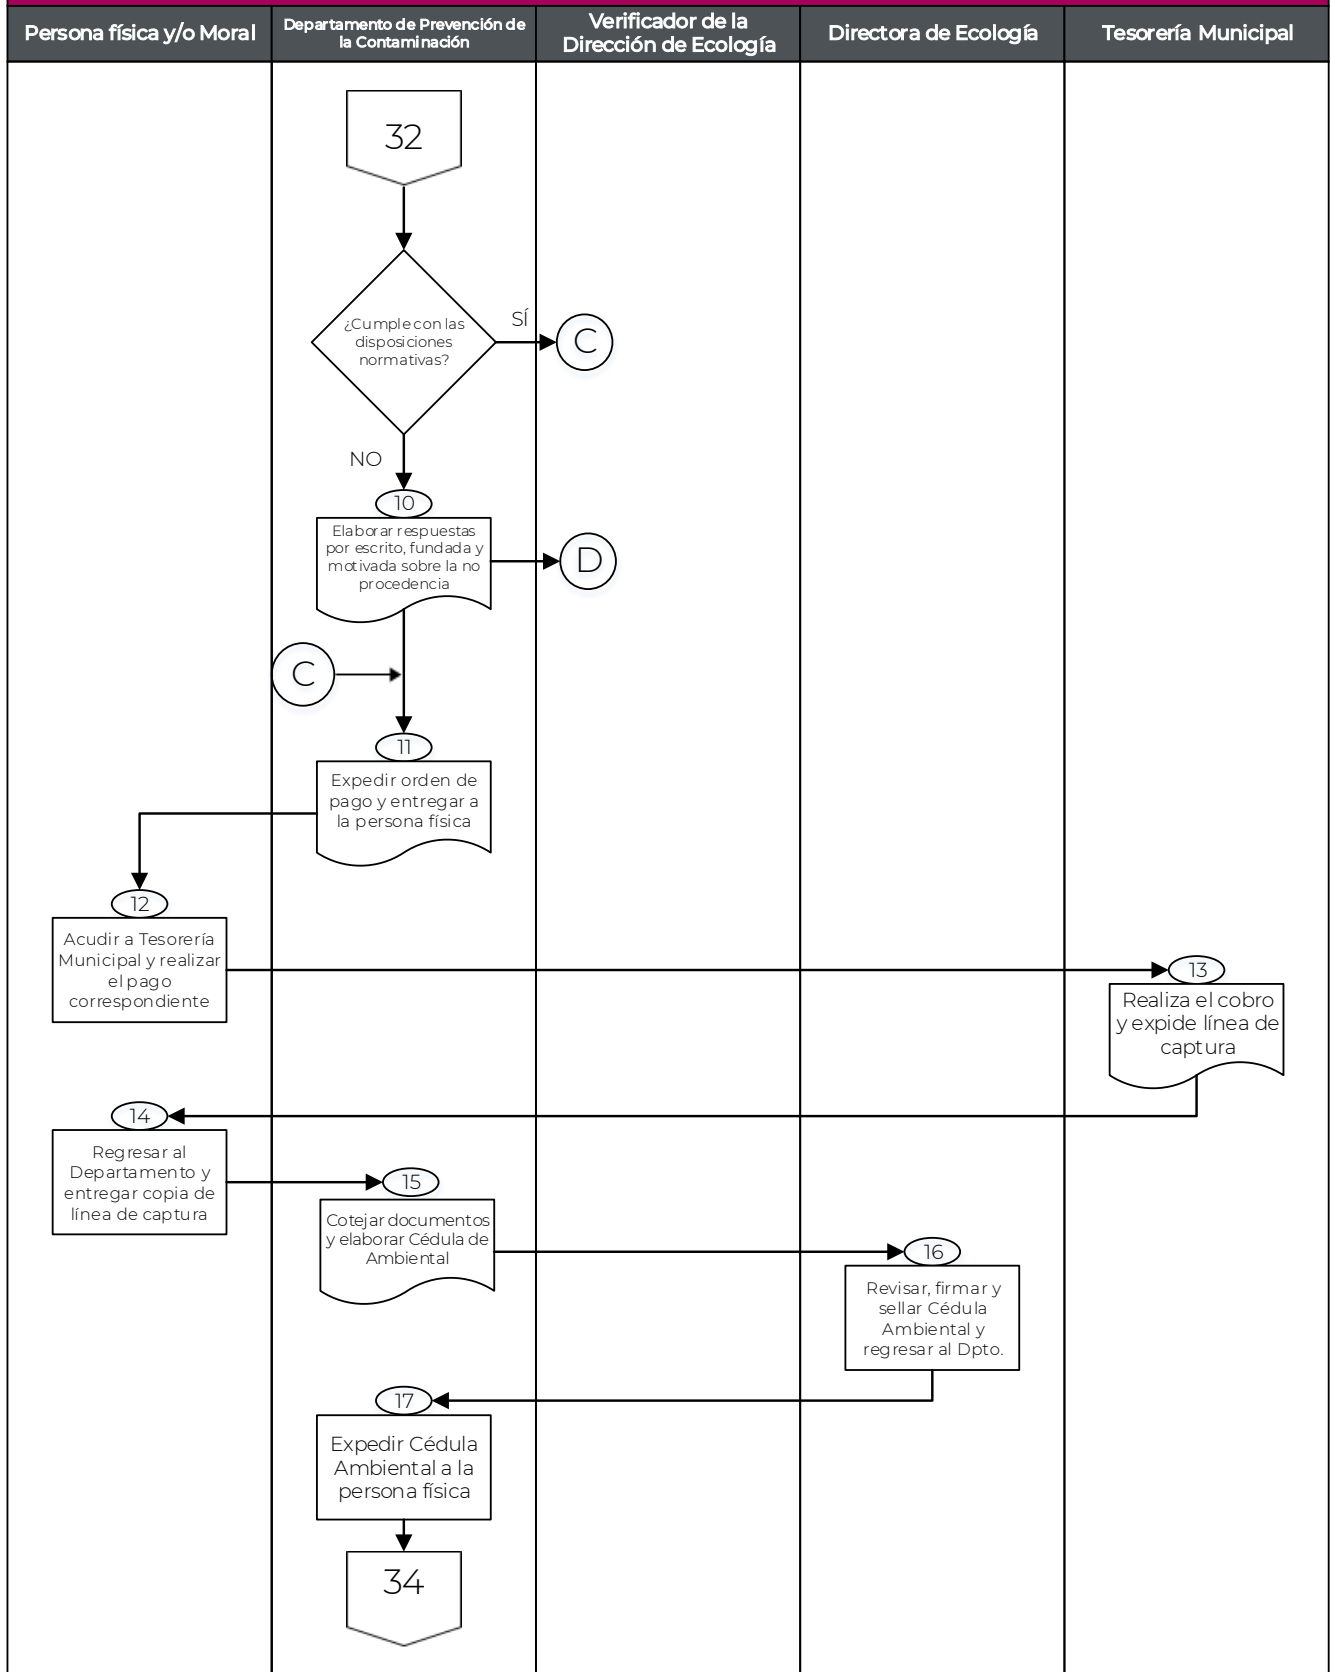 Persona física y/o Moral
Departamento de Prevención de
la Contaminación
Verificador de la
Dirección de Ecología
Directora de Ecología
Tesorería Municipal
32
¿Cumple con las
disposiciones
normativas?
SÍ
C
NO
10
Elaborar respuestas
por escrito, fundada y
motivada sobre la no
procedencia
D
C
11
Expedir orden de
pago y entregar a
la persona física
12
Acudir a Tesorería
Municipal y realizar
el pago
correspondiente
13
Realiza el cobro
y expide línea de
captura
14
Regresar al
Departamento y
entregar copia de
línea de captura
15
Cotejar documentos
y elaborar Cédula de
Ambiental
16
Revisar, firmar y
sellar Cédula
Ambiental y
regresar al Dpto.
17
Expedir Cédula
Ambiental a la
persona física
34